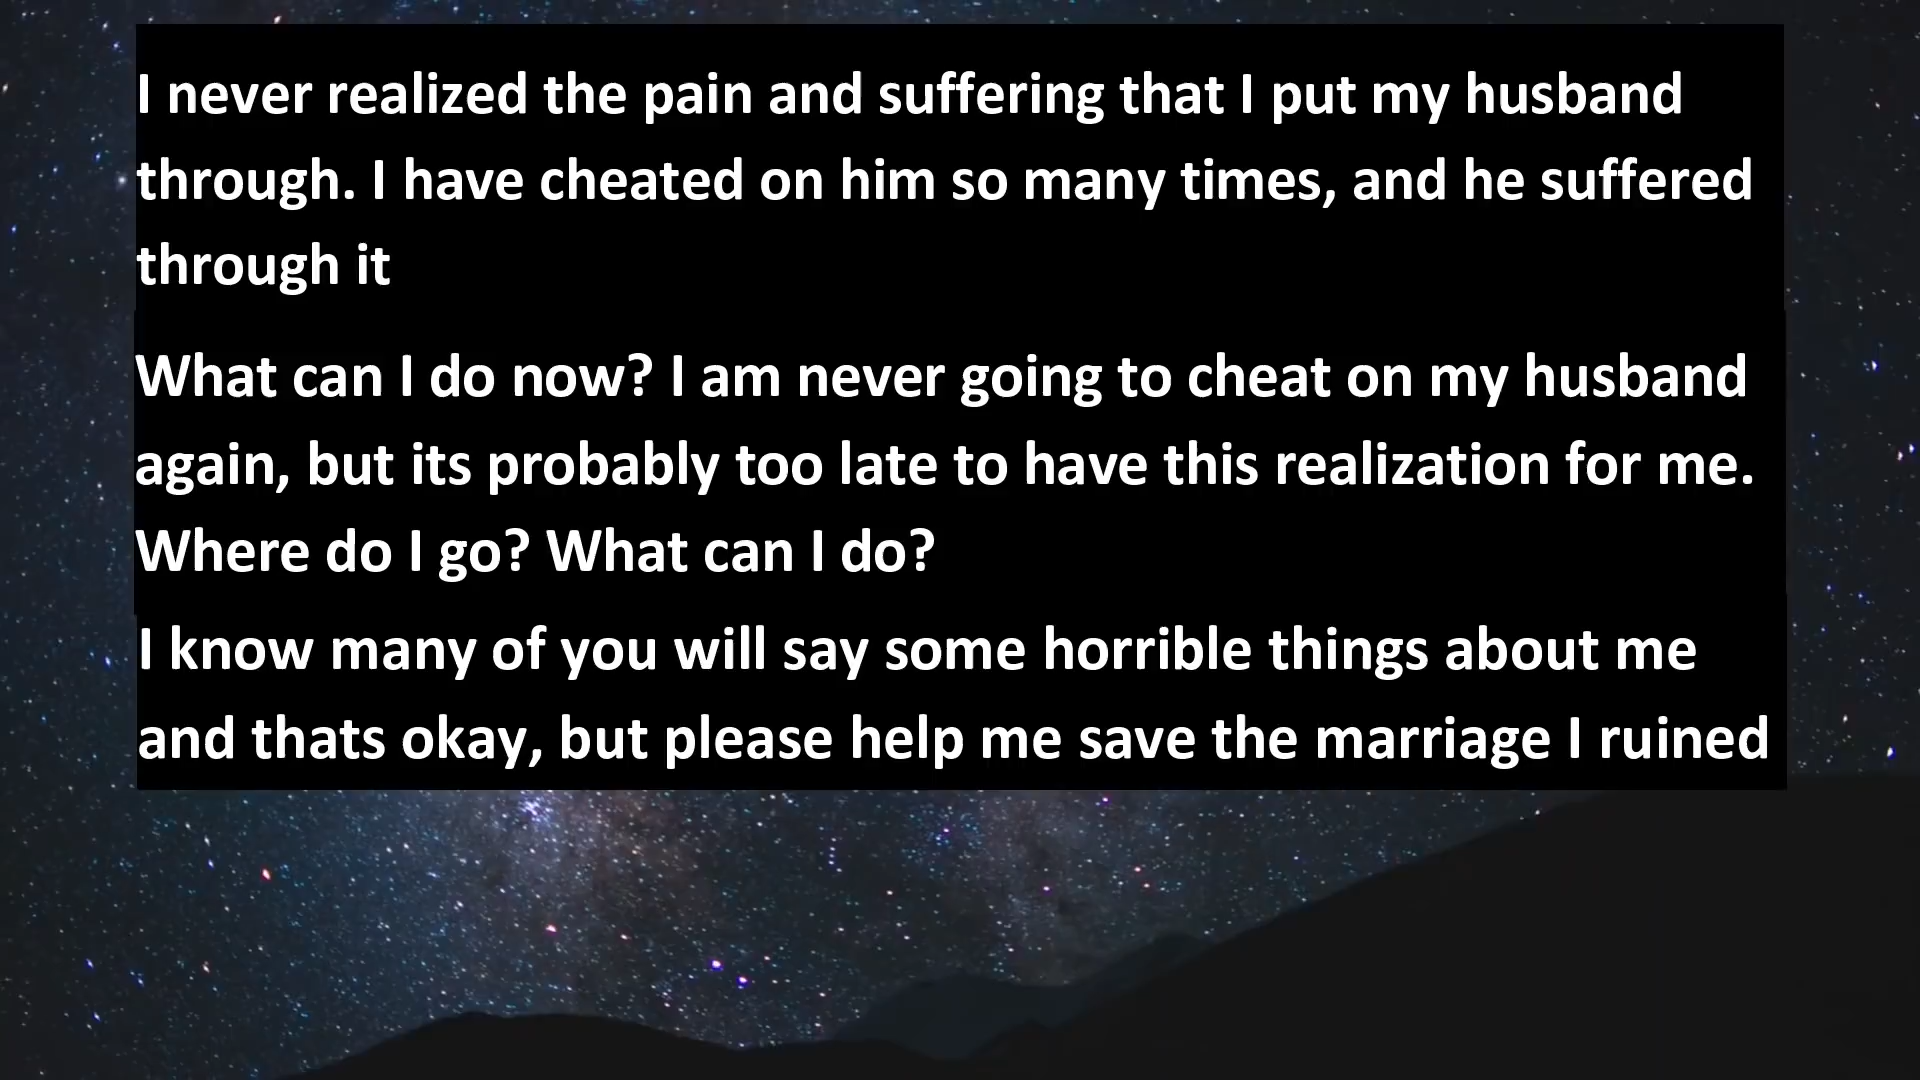 I never realized the pain and suffering that I put my husband
through. I have cheated on him so many times, and he suffered
through it
What can I do now? I am never going to cheat on my husband
again, but its probably too late to have this realization for me.
Where do I go? What can I do?
I know many of you will say some horrible things about me
and thats okay, but please help me save the marriage I ruined